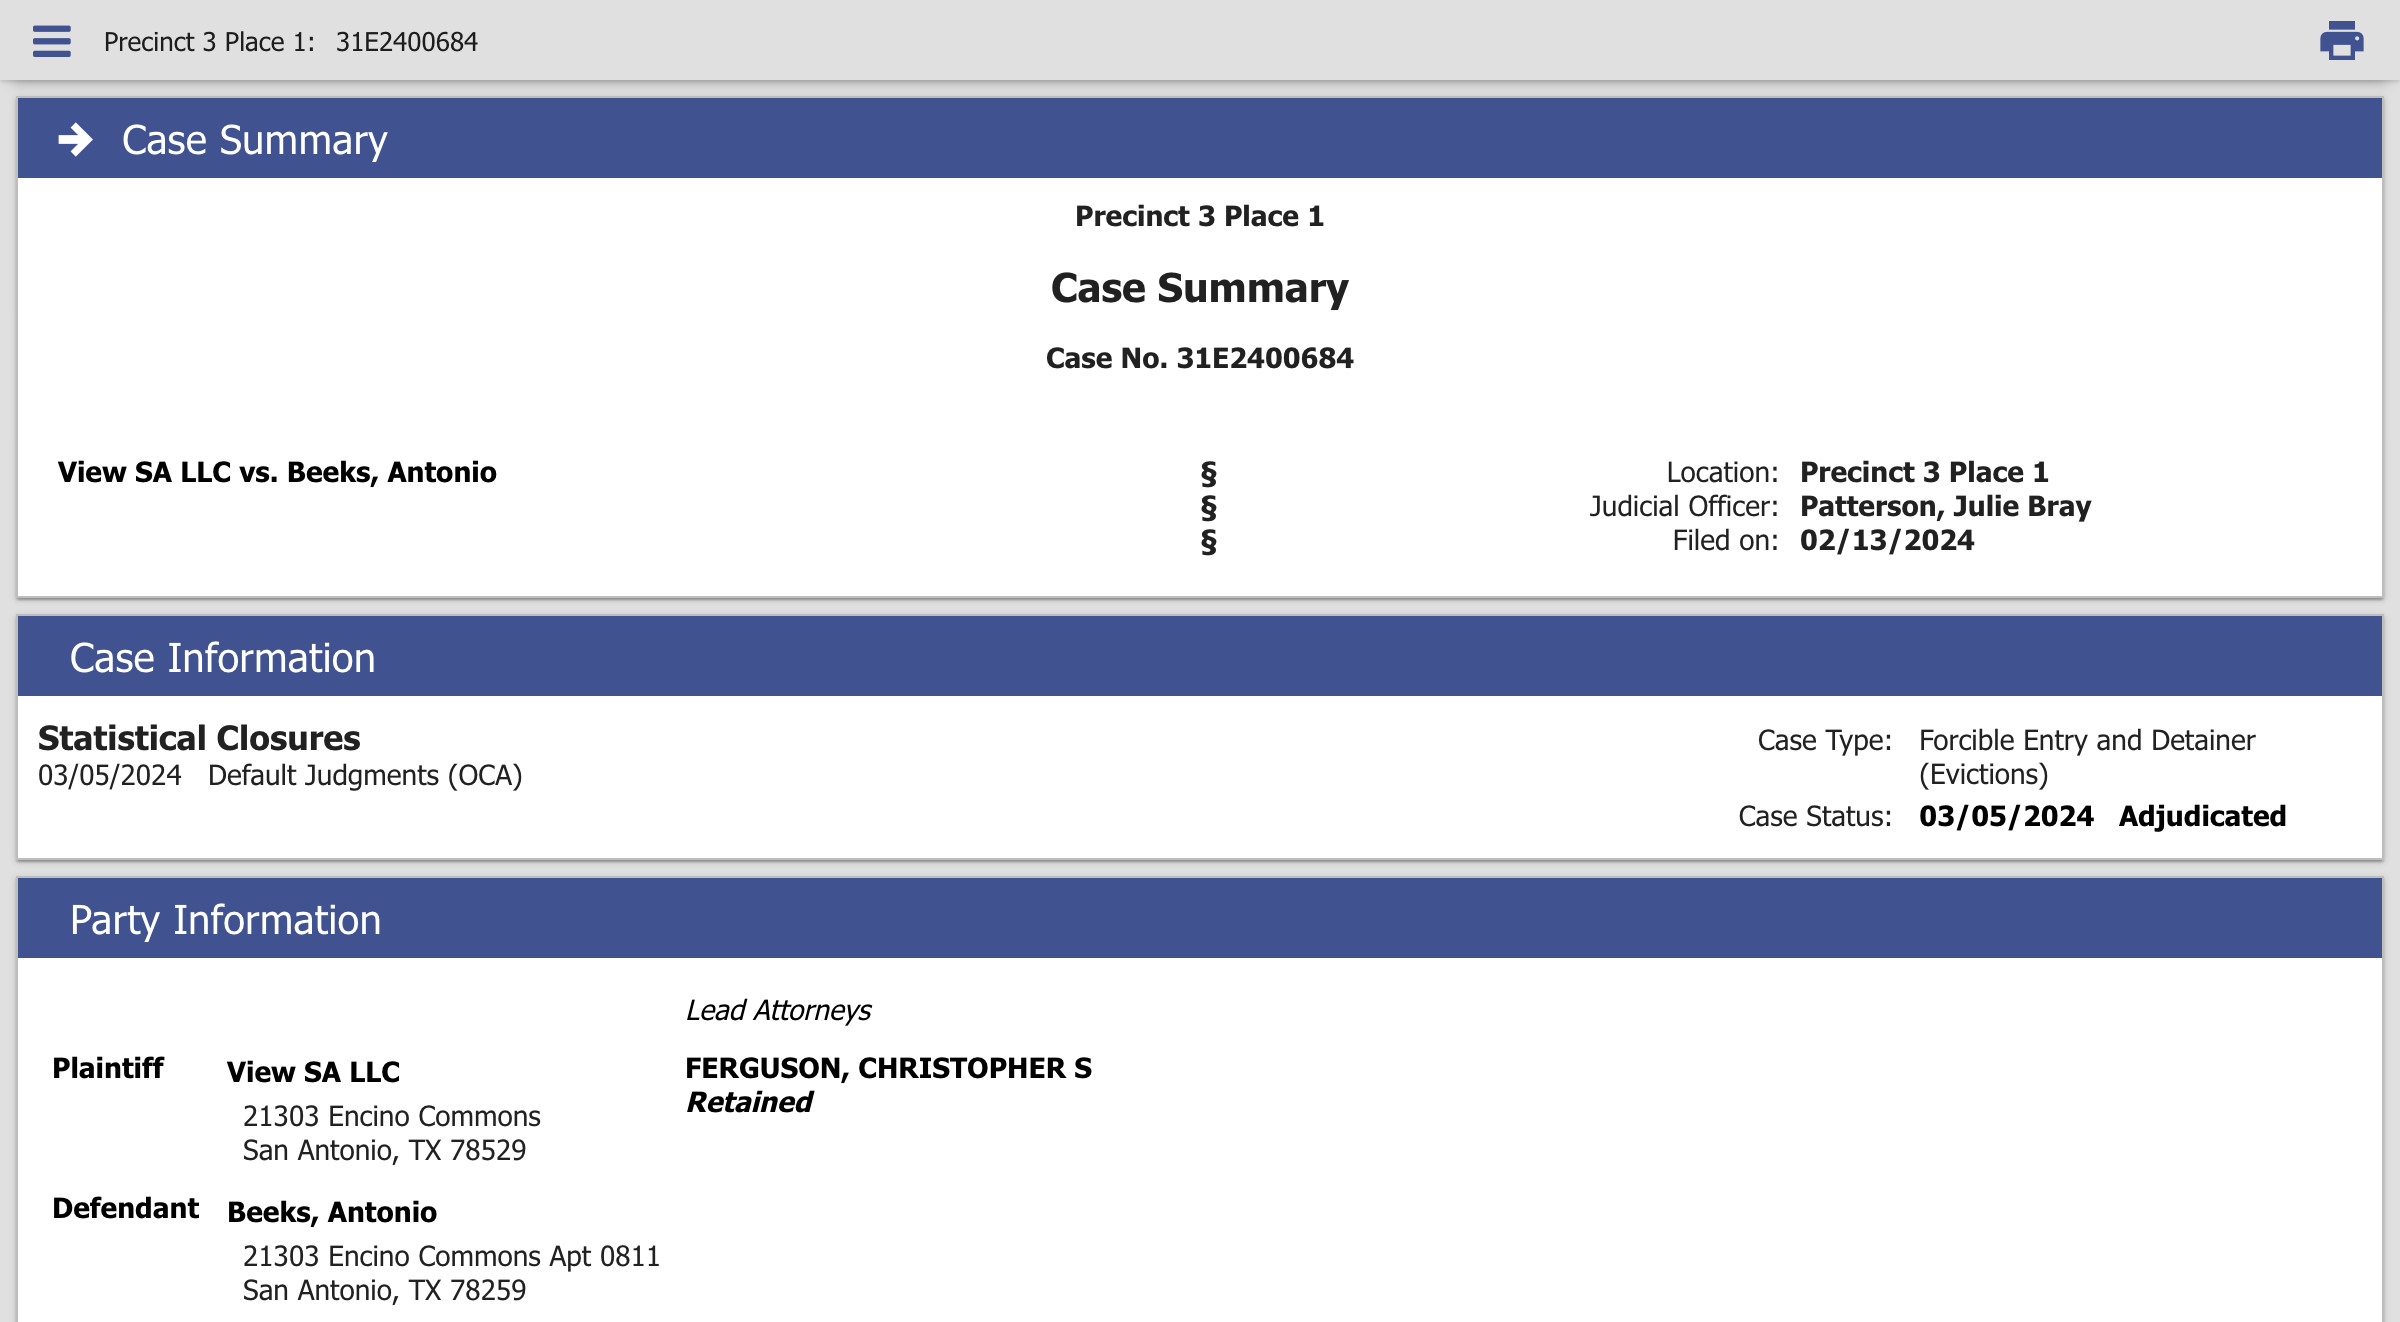 Precinct 3 Place 1: 31E2400684
Case Summary
Precinct 3 Place 1
Case Summary
Case No. 31E2400684
View SA LLC vs. Beeks, Antonio
§
§
§
Location: Precinct 3 Place 1
Judicial Officer: Patterson, Julie Bray
Filed on: 02/13/2024
Case Information
Statistical Closures
03/05/2024 Default Judgments (OCA)
Case Type: Forcible Entry and Detainer
(Evictions)
Case Status: 03/05/2024 Adjudicated
Party Information
Lead Attorneys
Plaintiff View SA LLC
21303 Encino Commons
San Antonio, TX 78529
FERGUSON, CHRISTOPHER S
Retained
Defendant Beeks, Antonio
21303 Encino Commons Apt 0811
San Antonio, TX 78259